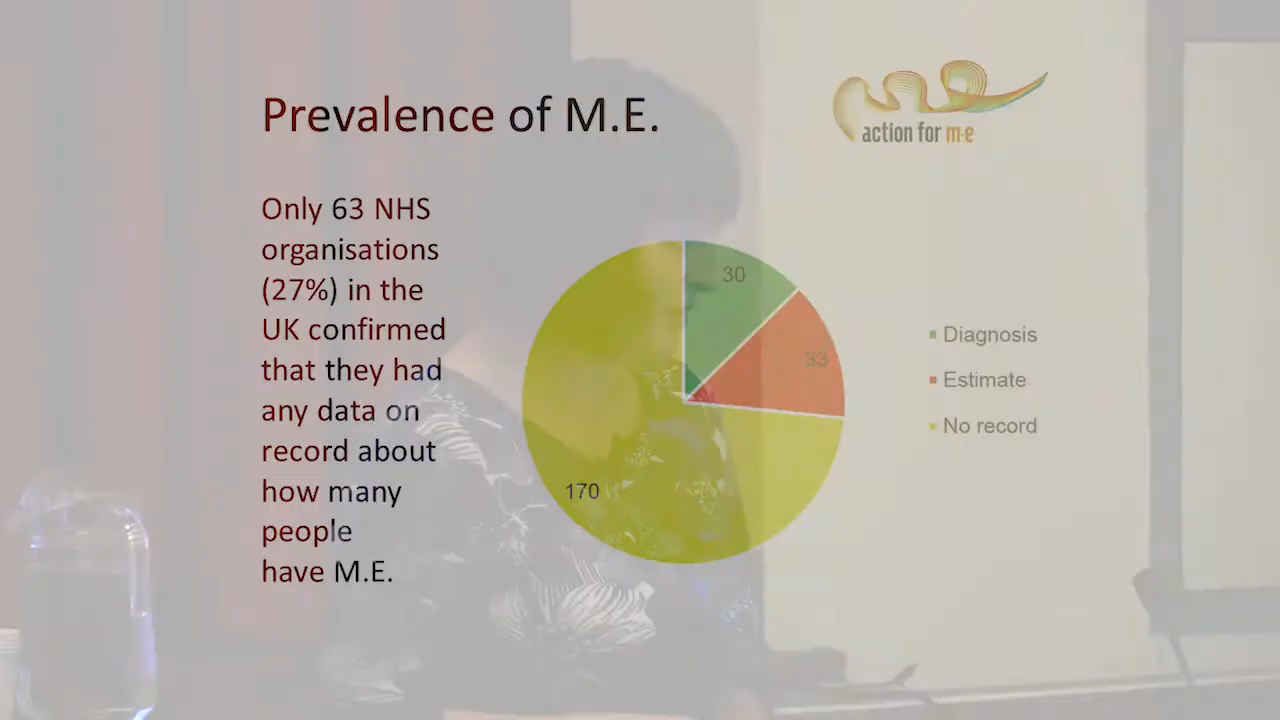 Prevalence of M.E.
action for m·e
Only 63 NHS
organisations
(27%) in the
UK confirmed
that they had
any data on
record about
how many
people
have M.E.
30
33
170
Diagnosis
Estimate
No record